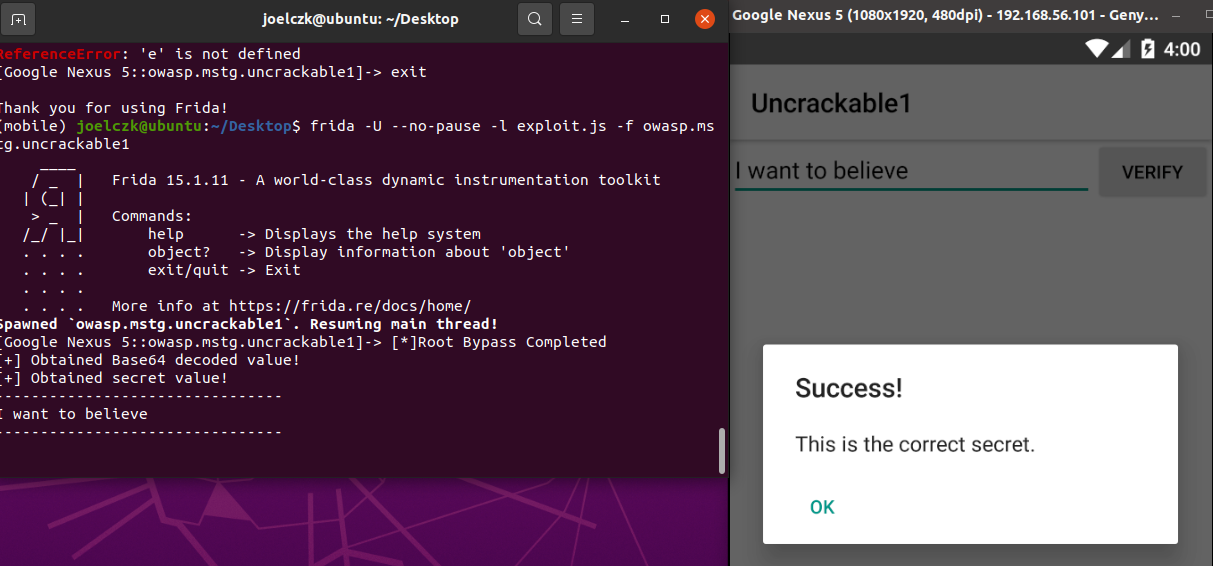 joelczk@ubuntu: ~/Desktop
ReferenceError: 'e' is not defined
[Google Nexus 5::owasp.mstg.uncrackable1]-> exit
Thank you for using Frida!
(mobile) joelczk@ubuntu:~/Desktop$ frida -U --no-pause -l exploit.js -f owasp.ms
tg.uncrackable1
     ____
    / _  |   Frida 15.1.11 - A world-class dynamic instrumentation toolkit
   | (_| |
    > _  |   Commands:
   /_/ |_|       help      -> Displays the help system
   . . . .       object?   -> Display information about 'object'
   . . . .       exit/quit -> Exit
   . . . .
   . . . .   More info at https://frida.re/docs/home/
Spawned `owasp.mstg.uncrackable1`. Resuming main thread!
[Google Nexus 5::owasp.mstg.uncrackable1]-> [*]Root Bypass Completed
[+] Obtained Base64 decoded value!
[+] Obtained secret value!
--------------------------------
I want to believe
--------------------------------
Google Nexus 5 (1080x1920, 480dpi) - 192.168.56.101 - Geny...
4:00
Uncrackable1
I want to believe
VERIFY
Success!
This is the correct secret.
OK